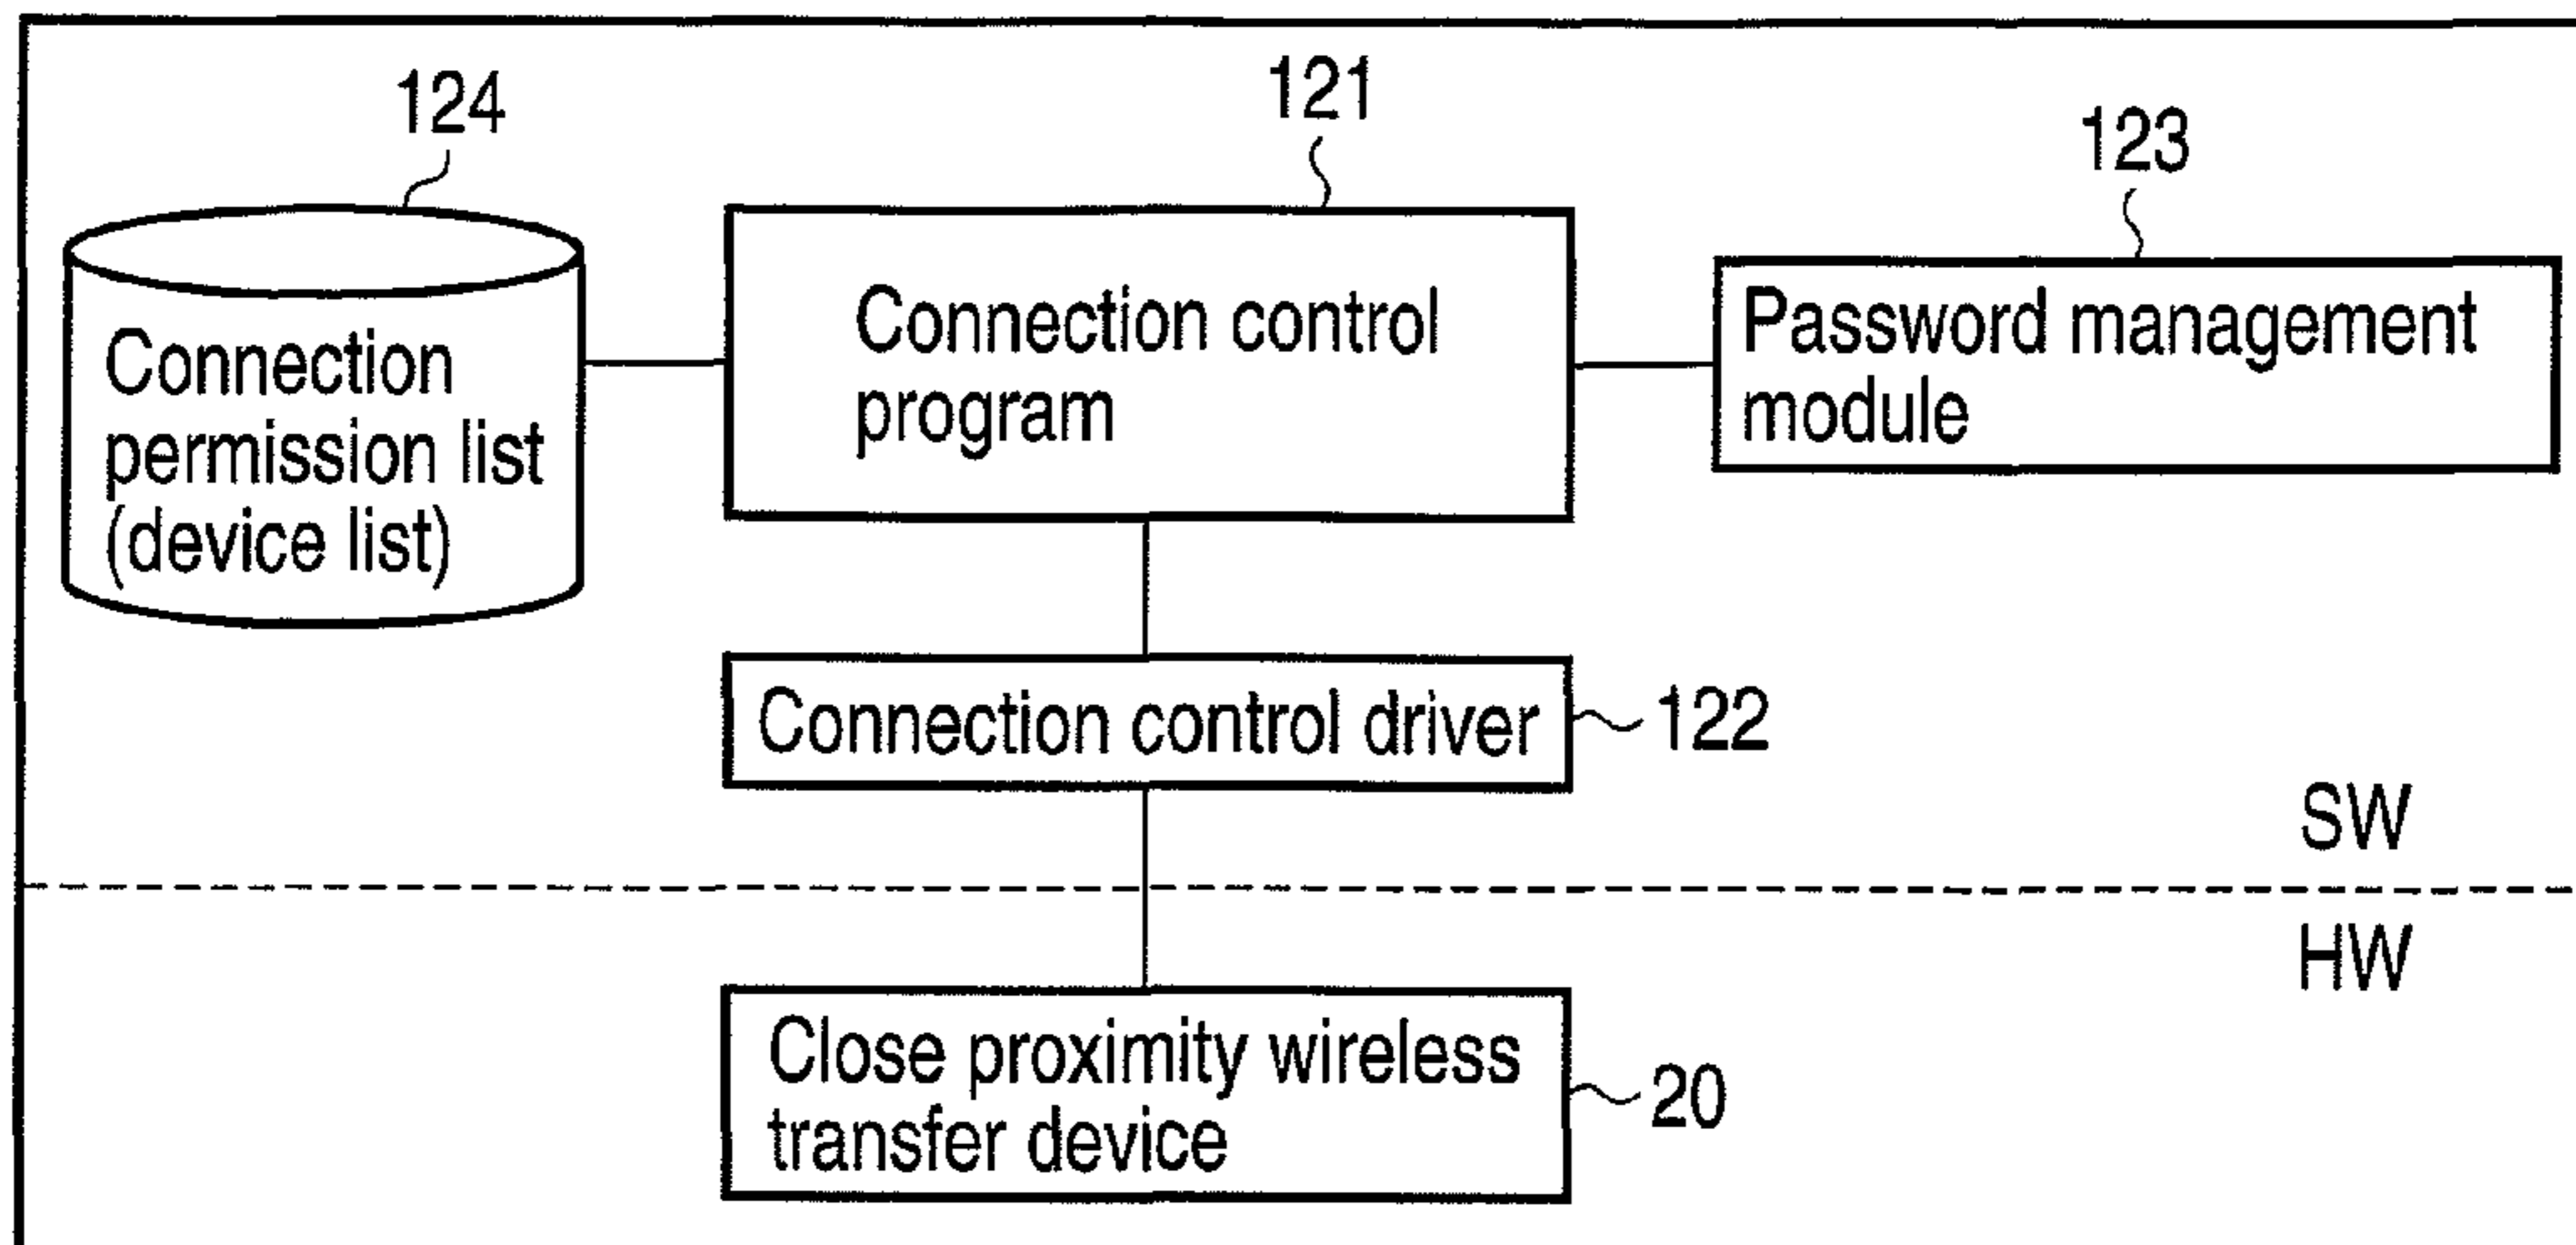 124
121
123
Connection
permission list
(device list)
Connection control
program
Password management
module
Connection control driver
122
SW
HW
Close proximity wireless
transfer device
20